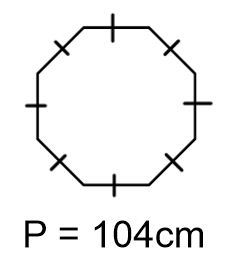 P = 104cm